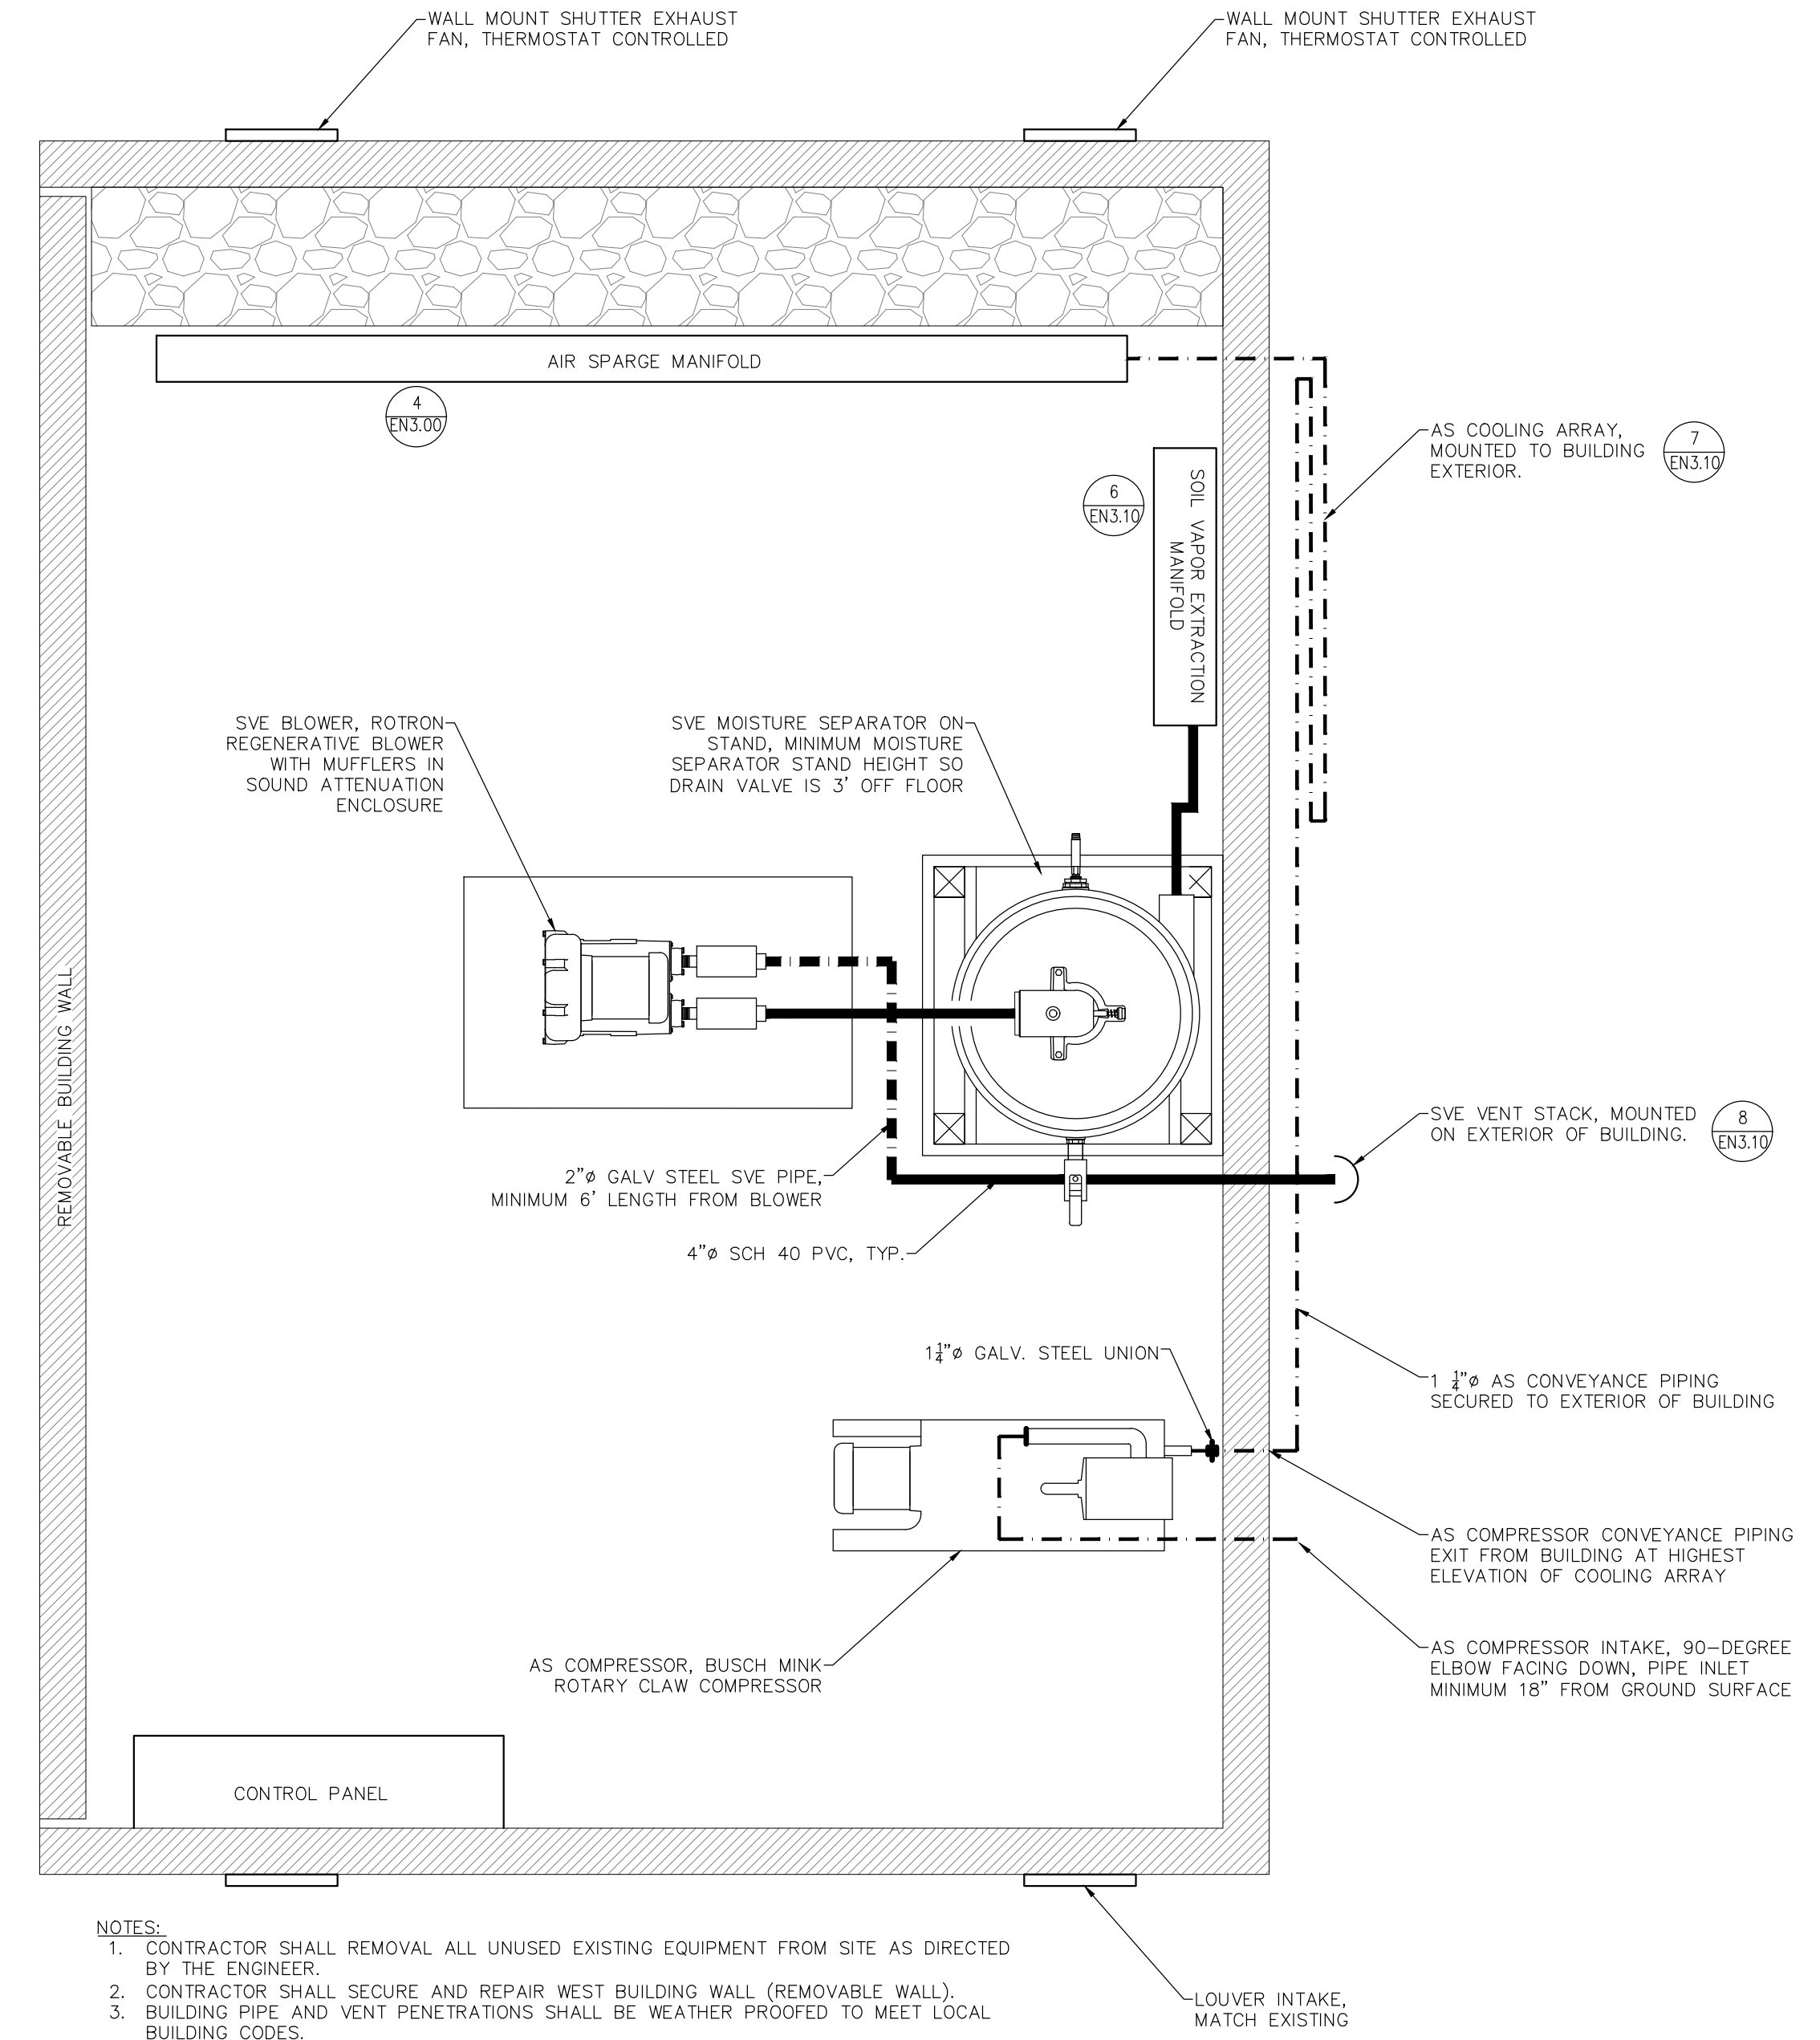 WALL MOUNT SHUTTER EXHAUST
FAN, THERMOSTAT CONTROLLED
WALL MOUNT SHUTTER EXHAUST
FAN, THERMOSTAT CONTROLLED
AIR SPARGE MANIFOLD
4
EN3.00
AS COOLING ARRAY,
MOUNTED TO BUILDING
EXTERIOR.
7
EN3.10
6
EN3.10
SOIL VAPOR EXTRACTION
MANIFOLD
SVE BLOWER, ROTRON
REGENERATIVE BLOWER
WITH MUFFLERS IN
SOUND ATTENUATION
ENCLOSURE
SVE MOISTURE SEPARATOR ON
STAND, MINIMUM MOISTURE
SEPARATOR STAND HEIGHT SO
DRAIN VALVE IS 3' OFF FLOOR
REMOVABLE BUILDING WALL
SVE VENT STACK, MOUNTED
ON EXTERIOR OF BUILDING.
8
EN3.10
2"ø GALV STEEL SVE PIPE,
MINIMUM 6' LENGTH FROM BLOWER
4"ø SCH 40 PVC, TYP.
1¼"ø GALV. STEEL UNION
1 ¼"ø AS CONVEYANCE PIPING
SECURED TO EXTERIOR OF BUILDING
AS COMPRESSOR CONVEYANCE PIPING
EXIT FROM BUILDING AT HIGHEST
ELEVATION OF COOLING ARRAY
AS COMPRESSOR, BUSCH MINK
ROTARY CLAW COMPRESSOR
AS COMPRESSOR INTAKE, 90-DEGREE
ELBOW FACING DOWN, PIPE INLET
MINIMUM 18" FROM GROUND SURFACE
CONTROL PANEL
NOTES:
1. CONTRACTOR SHALL REMOVAL ALL UNUSED EXISTING EQUIPMENT FROM SITE AS DIRECTED
BY THE ENGINEER.
2. CONTRACTOR SHALL SECURE AND REPAIR WEST BUILDING WALL (REMOVABLE WALL).
3. BUILDING PIPE AND VENT PENETRATIONS SHALL BE WEATHER PROOFED TO MEET LOCAL
BUILDING CODES.
LOUVER INTAKE,
MATCH EXISTING